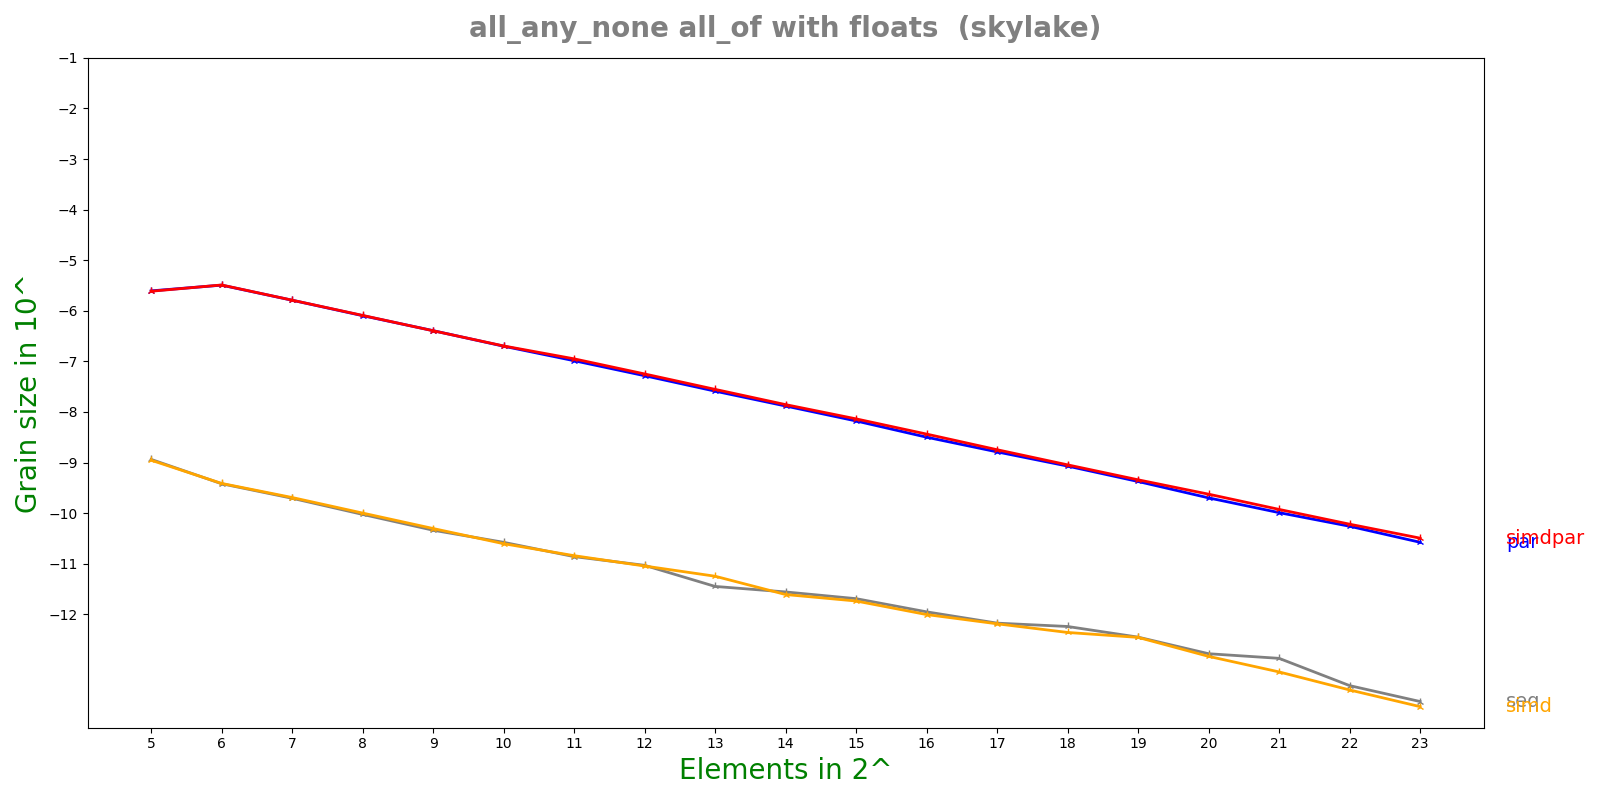 all_any_none all_of with floats (skylake)
Grain size in 10^
−1
−2
−3
−4
−5
−6
−7
−8
−9
−10
−11
−12
simdpar
par
seq
simd
5 6 7 8 9 10 11 12 13 14 15 16 17 18 19 20 21 22 23
Elements in 2^